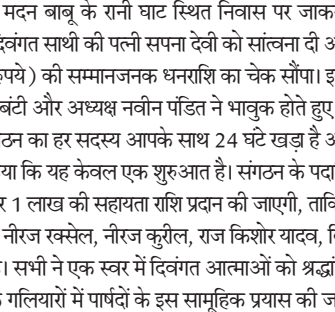 मदन बाबू के रानी घाट स्थित निवास पर जाक
दिवंगत साथी की पत्नी सपना देवी को सांत्वना दी अ
रुपये) की सम्मानजनक धनराशि का चेक सौंपा। इ
बंटी और अध्यक्ष नवीन पंडित ने भावुक होते हुए
गठन का हर सदस्य आपके साथ 24 घंटे खड़ा है अ
या कि यह केवल एक शुरुआत है। संगठन के पदा
र 1 लाख की सहायता राशि प्रदान की जाएगी, ताकि
नीरज रक्सेल, नीरज कुरील, राज किशोर यादव,
। सभी ने एक स्वर में दिवंगत आत्माओं को श्रद्धां
गलियारों में पार्षदों के इस सामूहिक प्रयास की ज